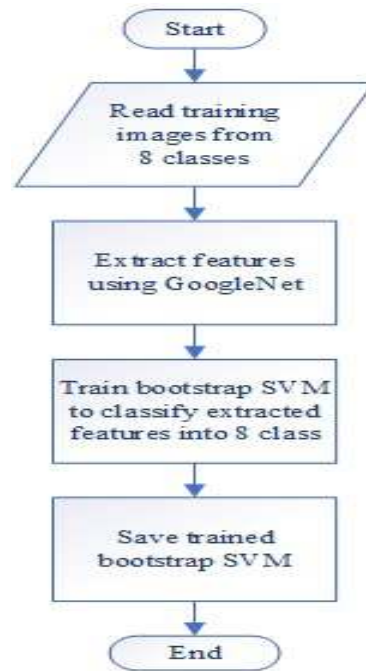 Start
Read training
images from
8 classes
Extract features
using GoogleNet
Train bootstrap SVM
to classify extracted
features into 8 class
Save trained
bootstrap SVM
End